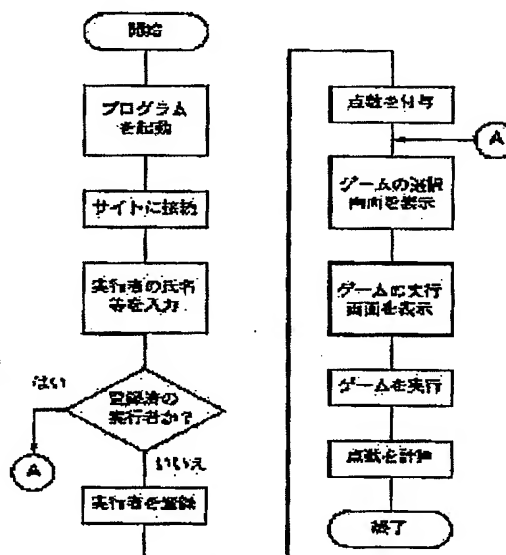 開始
プログラム
を起動
サイトに接続
実行者の氏名
等を入力
登録済の
実行者か?
はい
A
いいえ
実行者を登録
点数を付与
A
ゲームの選択
画面を表示
ゲームの実行
画面を表示
ゲームを実行
点数を計算
終了